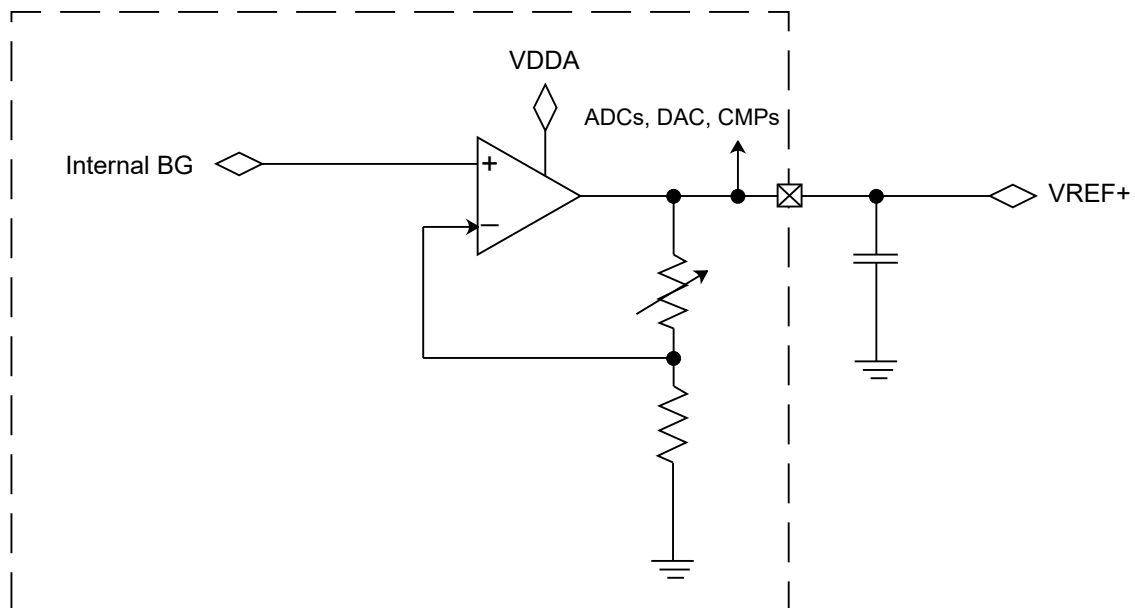 VDDA
ADCs, DAC, CMPs
Internal BG
+
−
VREF+